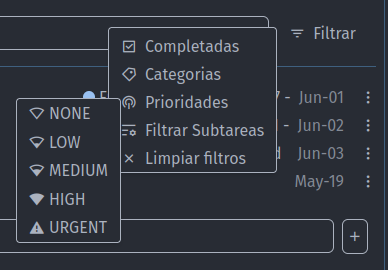 Filtrar
Completadas
Categorias
Prioridades
Filtrar Subtareas
Limpiar filtros
Jun-01
Jun-02
Jun-03
May-19
NONE
LOW
MEDIUM
HIGH
URGENT